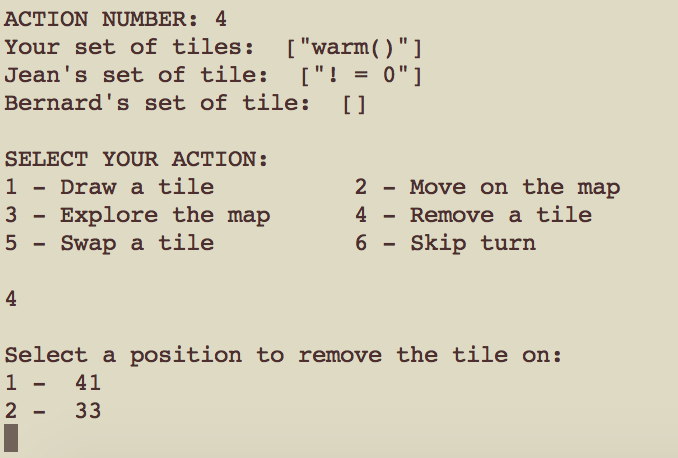 ACTION NUMBER: 4
Your set of tiles:  ["warm()"]
Jean's set of tile:  ["! = 0"]
Bernard's set of tile:  []
SELECT YOUR ACTION:
1 – Draw a tile          2 – Move on the map
3 – Explore the map      4 – Remove a tile
5 – Swap a tile          6 – Skip turn
4
Select a position to remove the tile on:
1 –  41
2 –  33